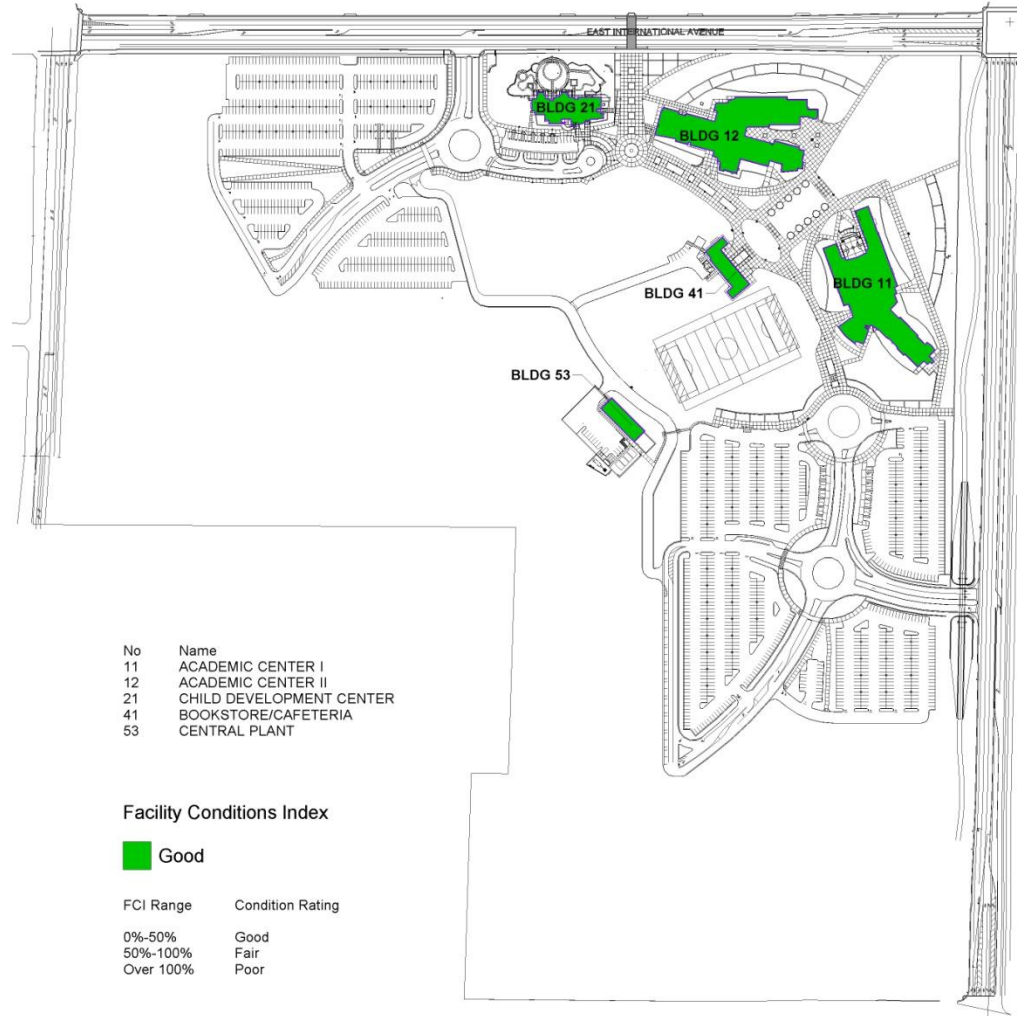 EAST INTERNATIONAL AVENUE
BLDG 21
BLDG 12
BLDG 11
BLDG 41
BLDG 53
No Name
11 ACADEMIC CENTER I
12 ACADEMIC CENTER II
21 CHILD DEVELOPMENT CENTER
41 BOOKSTORE/CAFETERIA
53 CENTRAL PLANT
Facility Conditions Index
Good
FCI Range Condition Rating
0%-50% Good
50%-100% Fair
Over 100% Poor